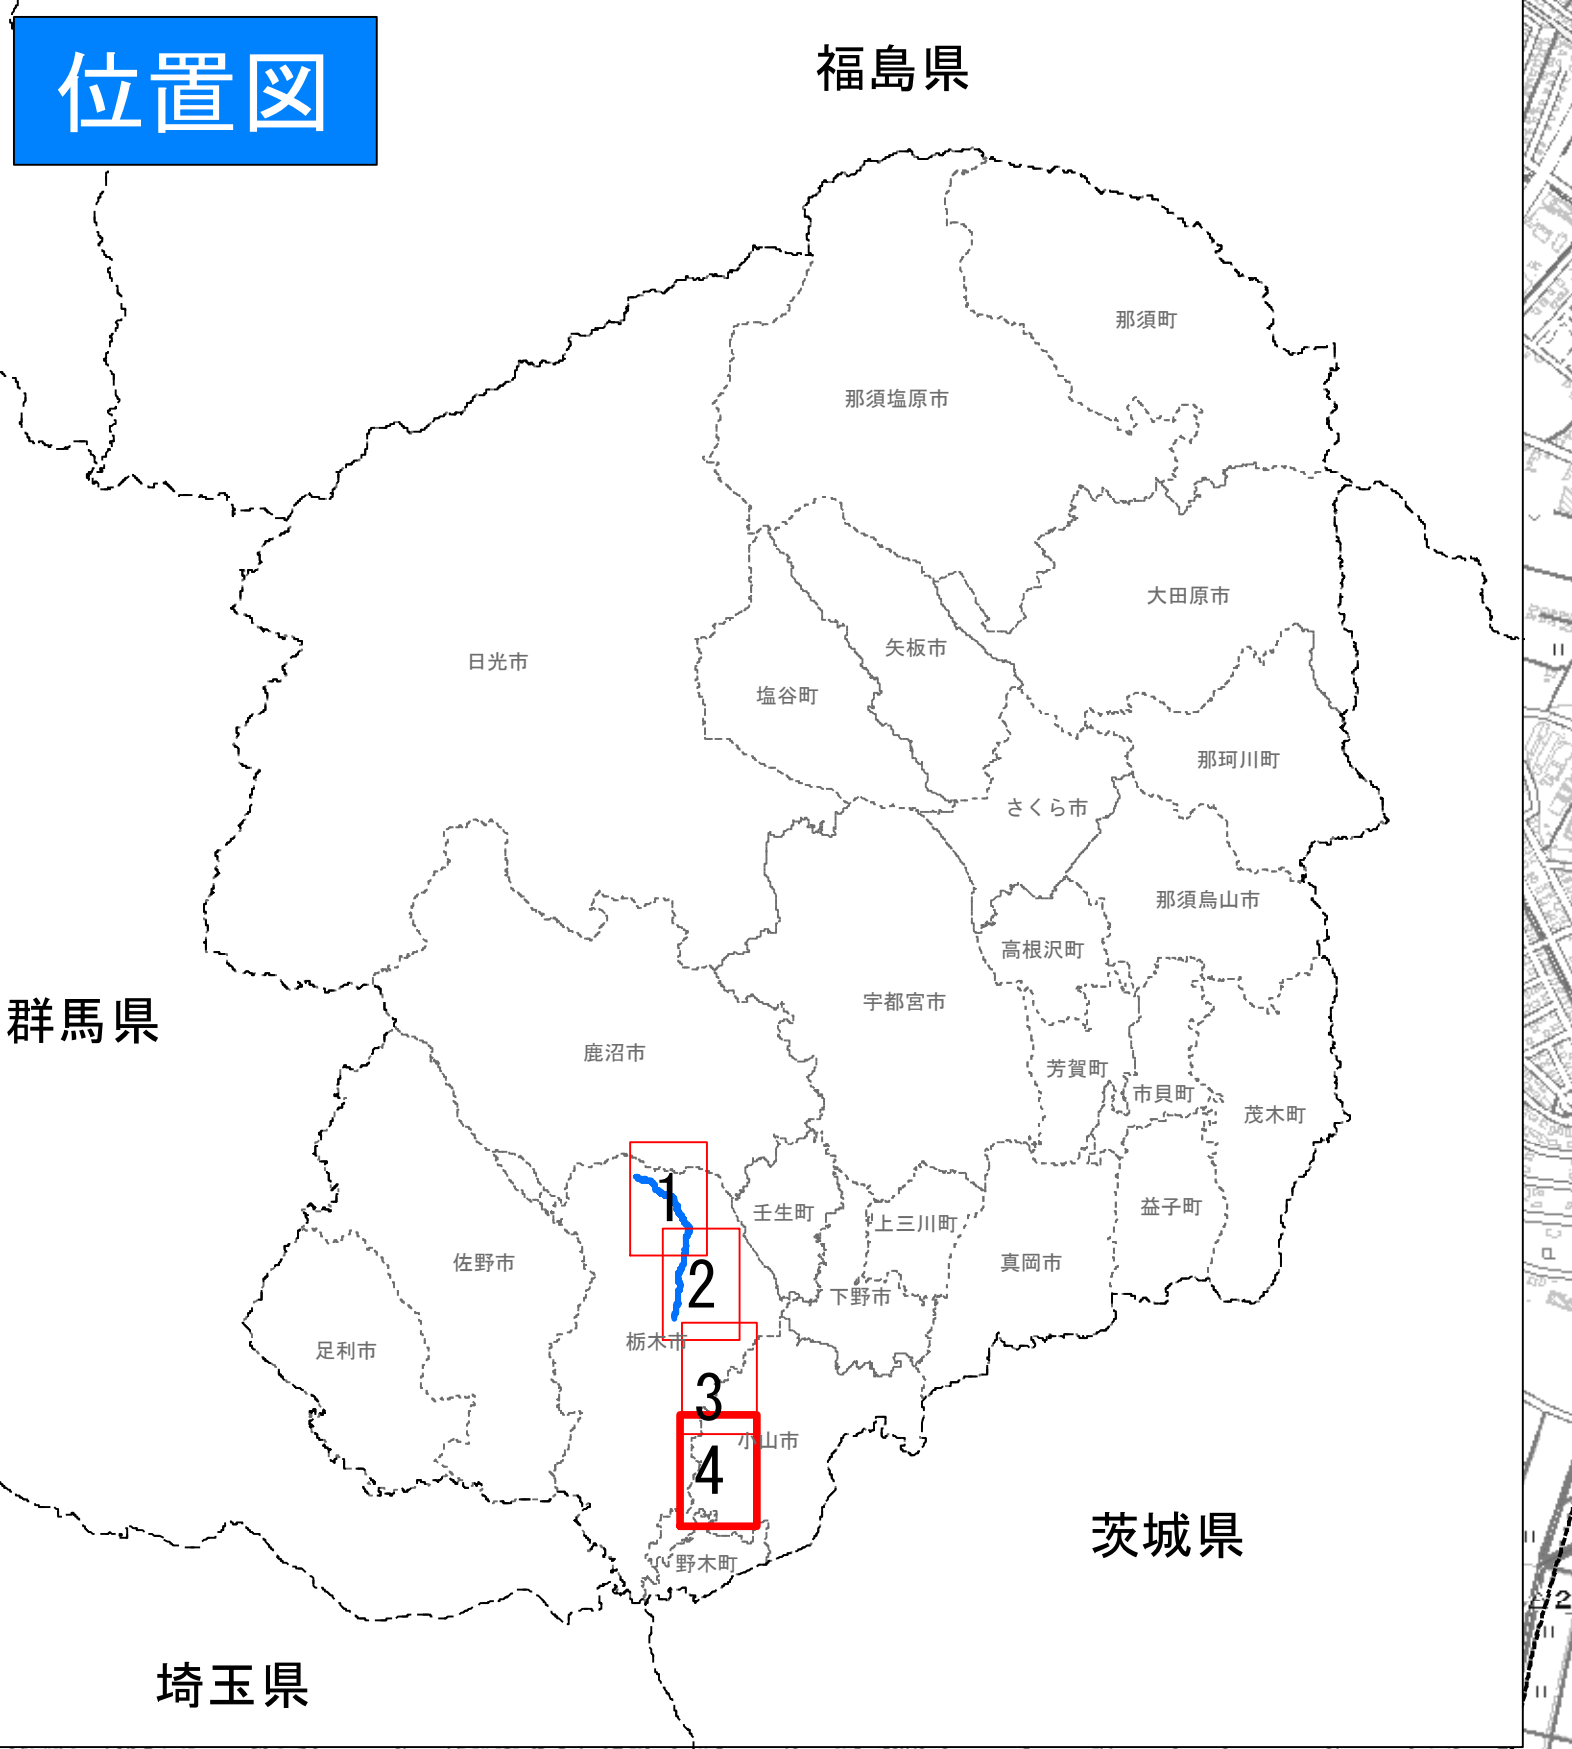 位置図
福島県
那須町
那須塩原市
大田原市
矢板市
日光市
塩谷町
那珂川町
さくら市
那須烏山市
高根沢町
宇都宮市
群馬県
鹿沼市
芳賀町
市貝町
茂木町
1
壬生町
上三川町
益子町
佐野市
真岡市
2
下野市
栃木市
足利市
3
小山市
4
茨城県
野木町
埼玉県
2